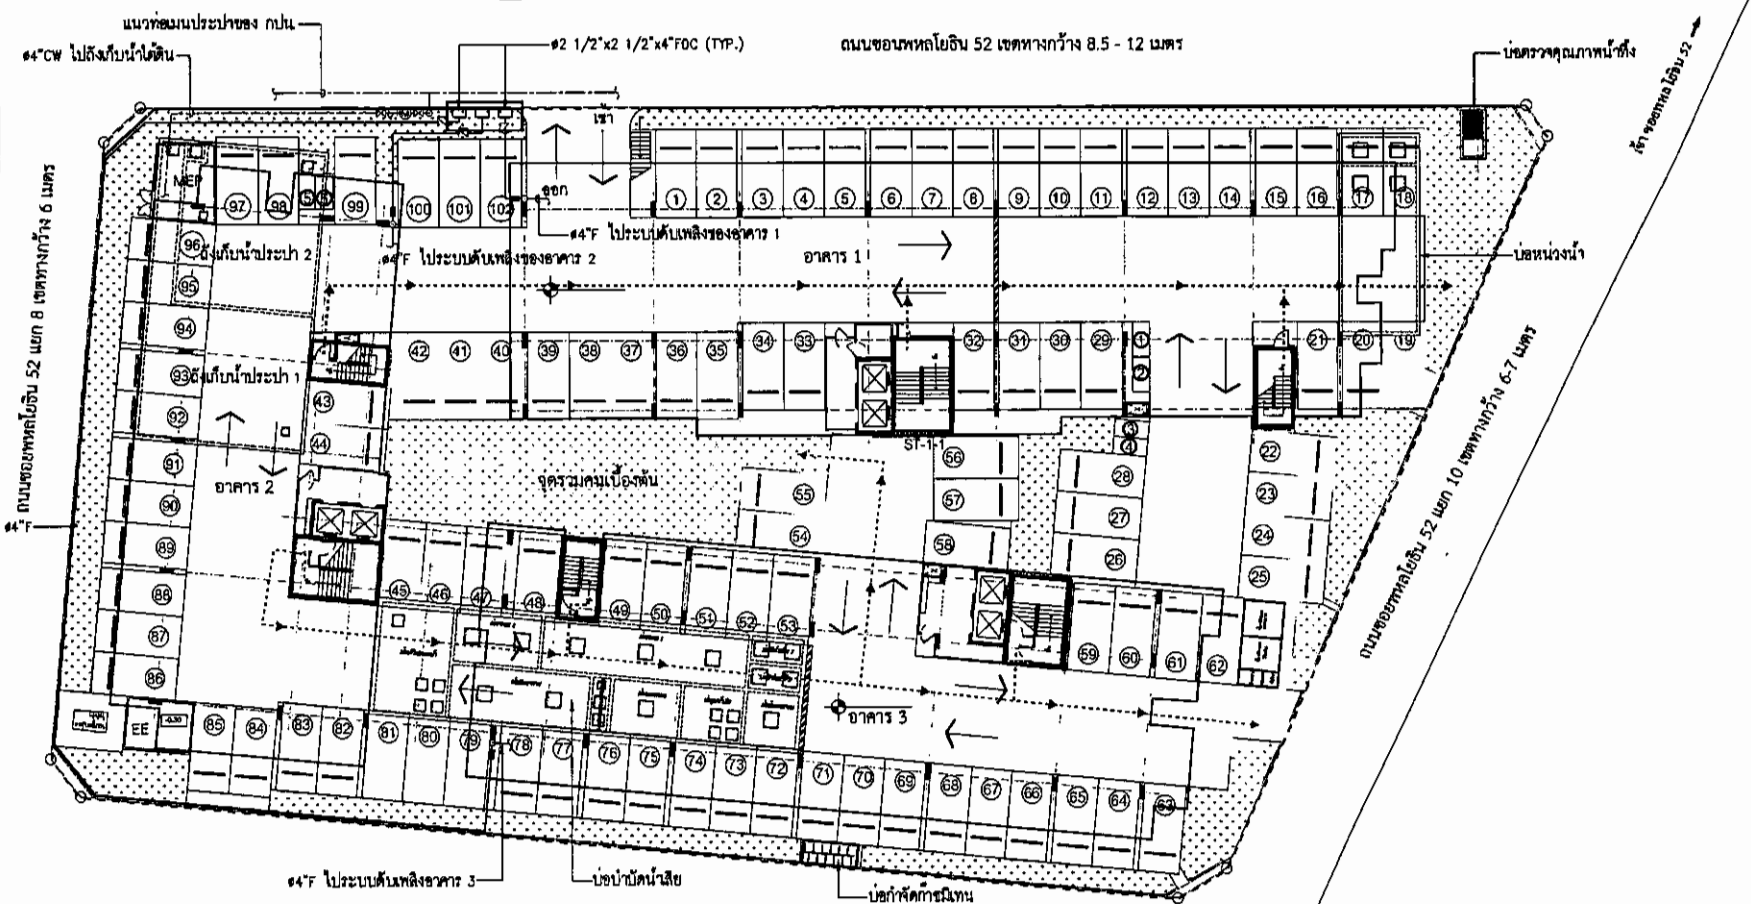 แนวท่อเมนประปาของ กปน.
ø4"CW ไปถังเก็บน้ำใต้ดิน
ø2 1/2"x2 1/2"x4"FDC (TYP.)
ถนนซอยพหลโยธิน 52 เขตทางกว้าง 8.5 - 12 เมตร
บ่อตรวจคุณภาพน้ำทิ้ง
เข้า ซอยพหลโยธิน 52
เข้า
ออก
MEP
97 98 5 6 99 100 101 102
1 2 3 4 5 6 7 8 9 10 11 12 13 14 15 16 17 18
ø4"F ไประบบดับเพลิงของอาคาร 1
ถังเก็บน้ำประปา 2
ø4"F ไประบบดับเพลิงของอาคาร 2
อาคาร 1
บ่อหน่วงน้ำ
ถนนซอยพหลโยธิน 52 แยก 8 เขตทางกว้าง 6 เมตร
96
95
94
93
92
91
90
89
88
87
86
42 41 40 39 38 37 36 35 34 33 32 31 30 29 1 21 20 19
2
3
4
ถังเก็บน้ำประปา 1
43
44
ST-1-1
อาคาร 2
จุดรวมคนเบื้องต้น
ø4"F
55
54
56
57
58
28
27
26
22
23
24
25
ถนนซอยพหลโยธิน 52 แยก 10 เขตทางกว้าง 6-7 เมตร
45 46 47 48 49 50 51 52 53
59 60 61 62
อาคาร 3
EE
85 84 83 82 81 80 79 78 77 76 75 74 73 72 71 70 69 68 67 66 65 64 63
ø4"F ไประบบดับเพลิงอาคาร 3
บ่อบำบัดน้ำเสีย
บ่อกำจัดก๊าซมีเทน